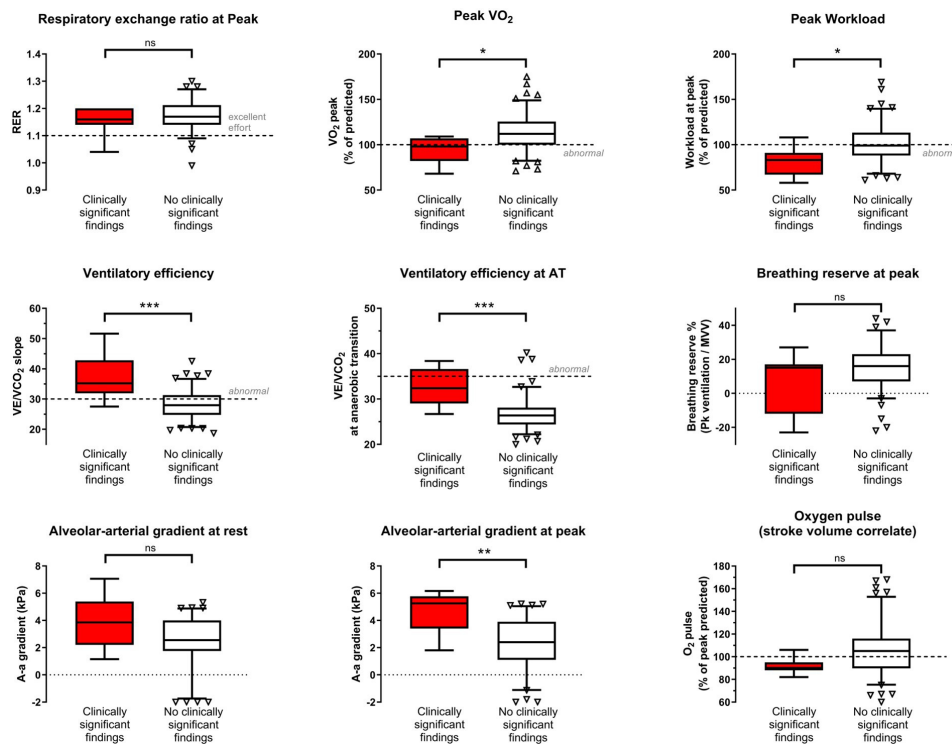 Respiratory exchange ratio at Peak
ns
1.4
1.3
1.2
1.1
1.0
0.9
RER
excellent
effort
Clinically
significant
findings
No clinically
significant
findings
Peak VO2
*
200
150
100
50
VO2 peak
(% of predicted)
abnormal
Clinically
significant
findings
No clinically
significant
findings
Peak Workload
*
200
150
100
50
Workload at peak
(% of predicted)
abnorm
Clinically
significant
findings
No clinically
significant
findings
Ventilatory efficiency
***
60
50
40
30
20
VE/VCO2 slope
abnormal
Clinically
significant
findings
No clinically
significant
findings
Ventilatory efficiency at AT
***
50
40
30
20
VE/VCO2
at anaerobic transition
abnormal
Clinically
significant
findings
No clinically
significant
findings
Breathing reserve at peak
ns
40
20
0
-20
Breathing reserve %
(Pk ventilation / MVV)
Clinically
significant
findings
No clinically
significant
findings
Alveolar-arterial gradient at rest
ns
8
6
4
2
0
-2
A-a gradient (kPa)
Clinically
significant
findings
No clinically
significant
findings
Alveolar-arterial gradient at peak
**
8
6
4
2
0
-2
A-a gradient (kPa)
Clinically
significant
findings
No clinically
significant
findings
Oxygen pulse
(stroke volume correlate)
ns
180
160
140
120
100
80
60
O2 pulse
(% of peak predicted)
Clinically
significant
findings
No clinically
significant
findings